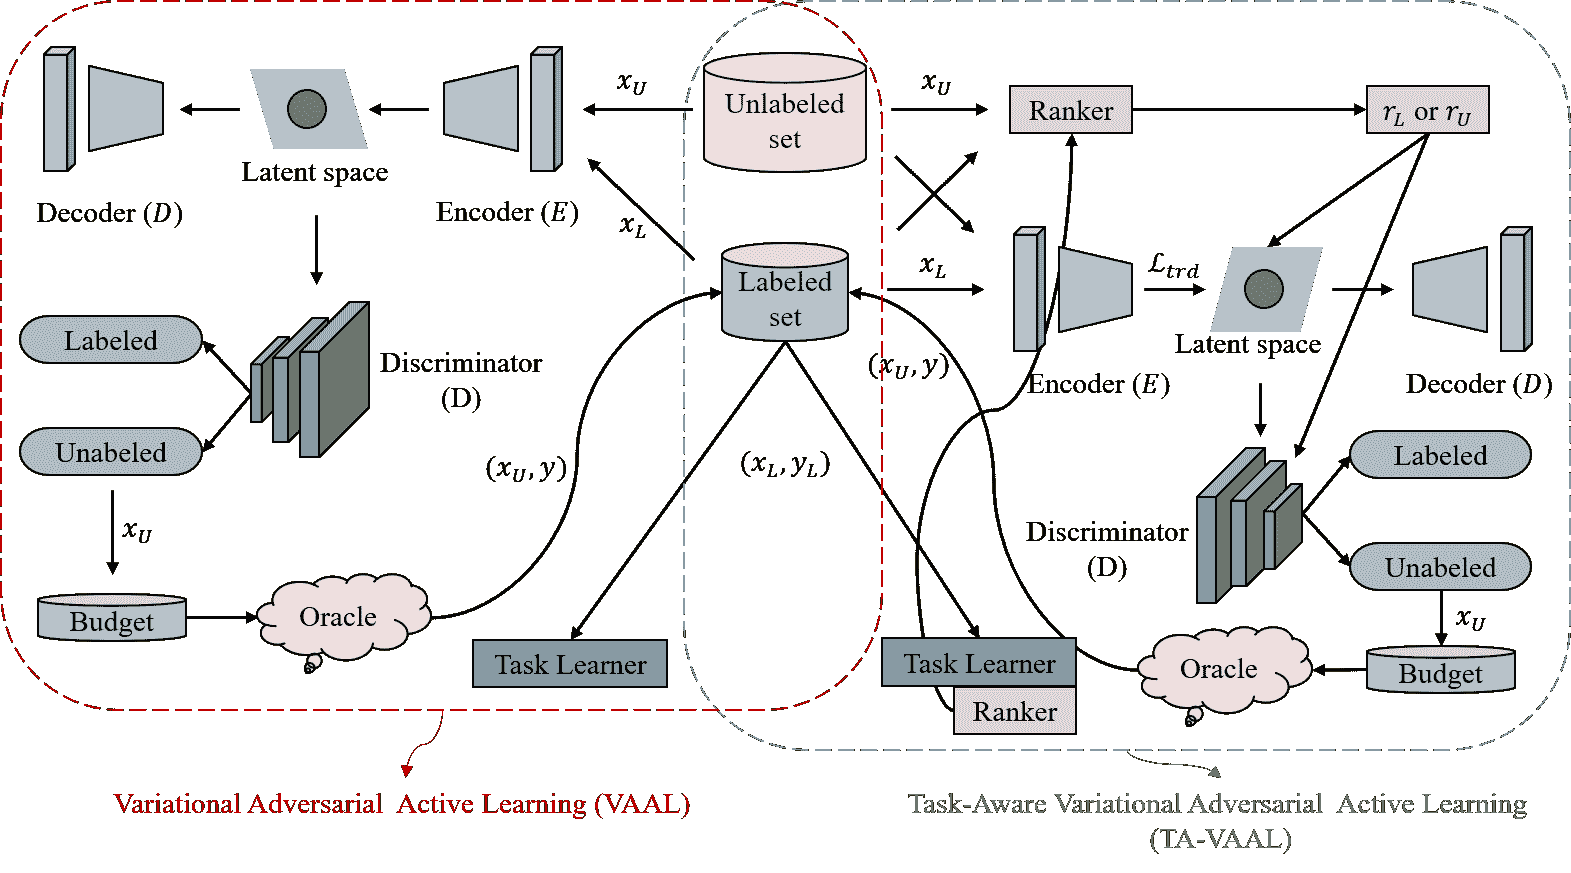 x_U
Unlabeled
set
x_U
Ranker
r_L or r_U
Latent space
Decoder (D)
Encoder (E)
x_L
Labeled
set
x_L
ℒ_trd
Latent space
Encoder (E)
Decoder (D)
Labeled
Discriminator
(D)
Unabeled
x_U
(x_U, y)
(x_L, y_L)
(x_U, y)
Labeled
Discriminator
(D)
Unabeled
x_U
Budget
Oracle
Task Learner
Task Learner
Ranker
Oracle
Budget
Variational Adversarial Active Learning (VAAL)
Task-Aware Variational Adversarial Active Learning
(TA-VAAL)